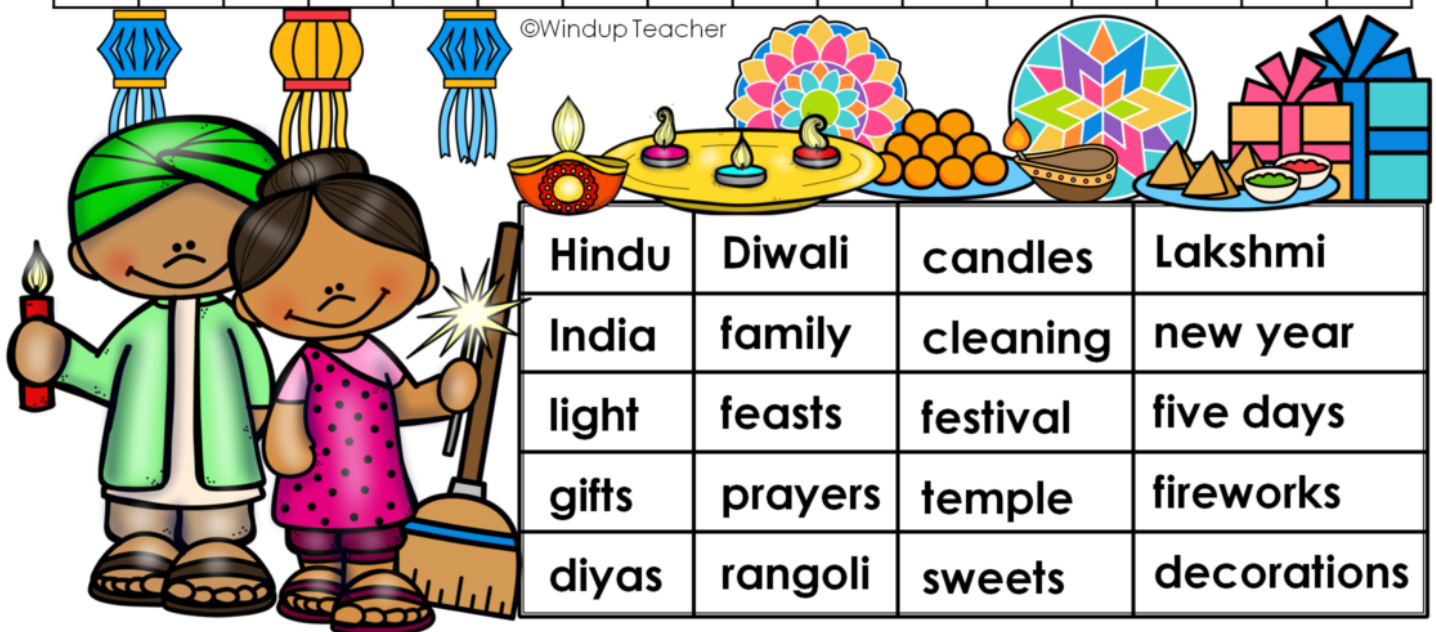 ©Windup Teacher
Hindu Diwali candles Lakshmi
India family cleaning new year
light feasts festival five days
gifts prayers temple fireworks
diyas rangoli sweets decorations